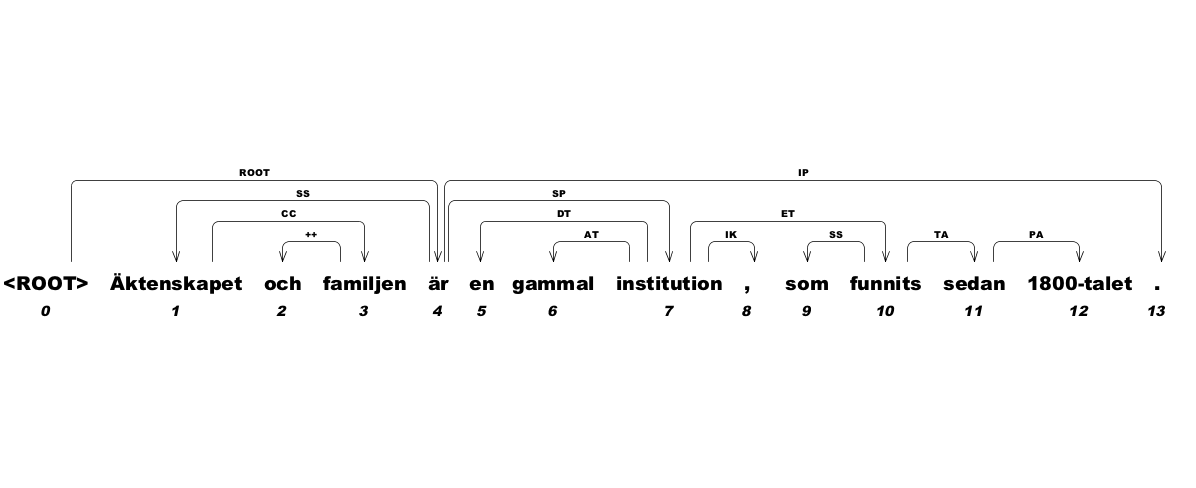 ROOT IP
SS SP
CC DT ET
++ AT IK SS TA PA
<ROOT> Äktenskapet och familjen är en gammal institution , som funnits sedan 1800-talet .
0 1 2 3 4 5 6 7 8 9 10 11 12 13